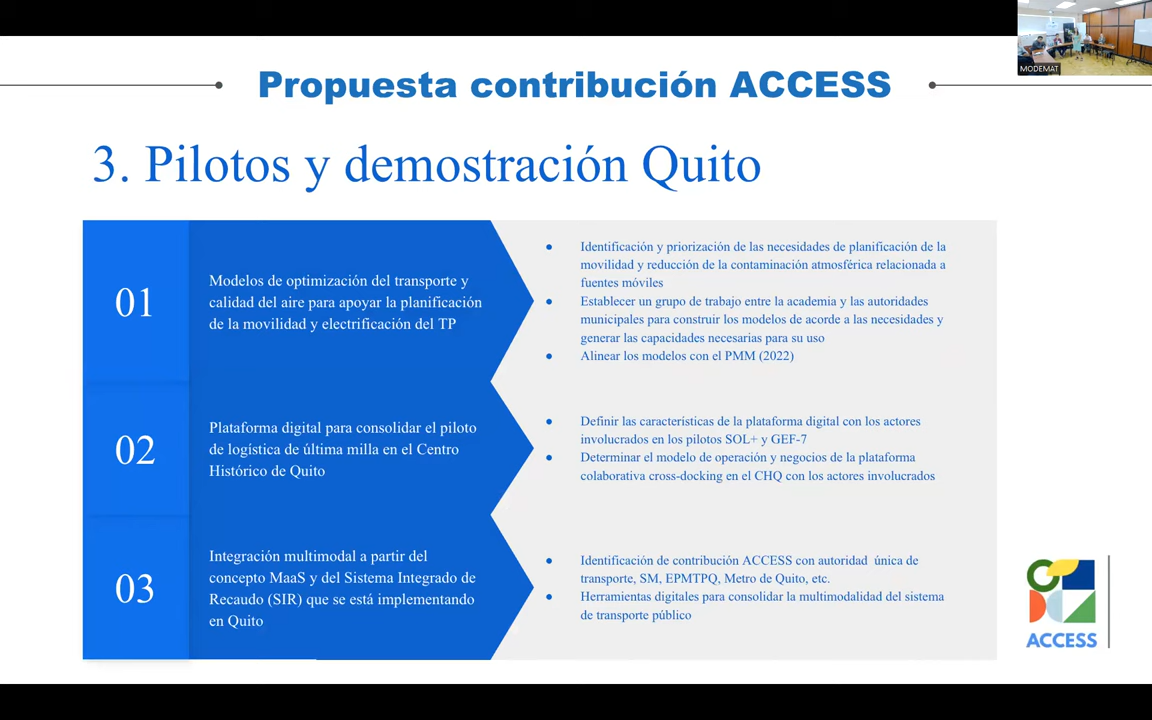 MODEMAT
Propuesta contribución ACCESS
3. Pilotos y demostración Quito
01
Modelos de optimización del transporte y
calidad del aire para apoyar la planificación
de la movilidad y electrificación del TP
● Identificación y priorización de las necesidades de planificación de la
movilidad y reducción de la contaminación atmosférica relacionada a
fuentes móviles
● Establecer un grupo de trabajo entre la academia y las autoridades
municipales para construir los modelos de acorde a las necesidades y
generar las capacidades necesarias para su uso
● Alinear los modelos con el PMM (2022)
02
Plataforma digital para consolidar el piloto
de logística de última milla en el Centro
Histórico de Quito
● Definir las características de la plataforma digital con los actores
involucrados en los pilotos SOL+ y GEF-7
● Determinar el modelo de operación y negocios de la plataforma
colaborativa cross-docking en el CHQ con los actores involucrados
03
Integración multimodal a partir del
concepto MaaS y del Sistema Integrado de
Recaudo (SIR) que se está implementando
en Quito
● Identificación de contribución ACCESS con autoridad única de
transporte, SM, EPMTPQ, Metro de Quito, etc.
● Herramientas digitales para consolidar la multimodalidad del sistema
de transporte público
ACCESS